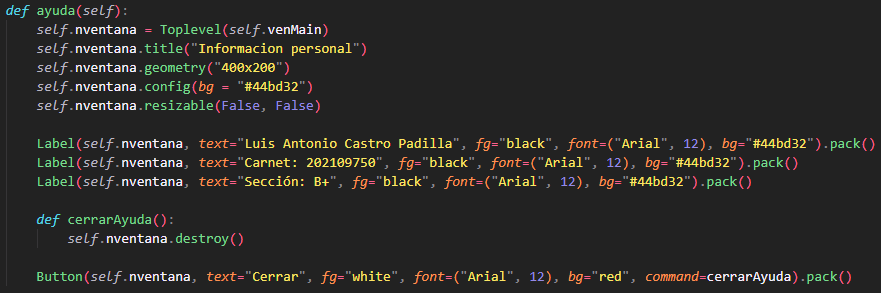 def ayuda(self):
    self.nventana = Toplevel(self.venMain)
    self.nventana.title("Informacion personal")
    self.nventana.geometry("400x200")
    self.nventana.config(bg = "#44bd32")
    self.nventana.resizable(False, False)

    Label(self.nventana, text="Luis Antonio Castro Padilla", fg="black", font=("Arial", 12), bg="#44bd32").pack()
    Label(self.nventana, text="Carnet: 202109750", fg="black", font=("Arial", 12), bg="#44bd32").pack()
    Label(self.nventana, text="Sección: B+", fg="black", font=("Arial", 12), bg="#44bd32").pack()

    def cerrarAyuda():
        self.nventana.destroy()

    Button(self.nventana, text="Cerrar", fg="white", font=("Arial", 12), bg="red", command=cerrarAyuda).pack()